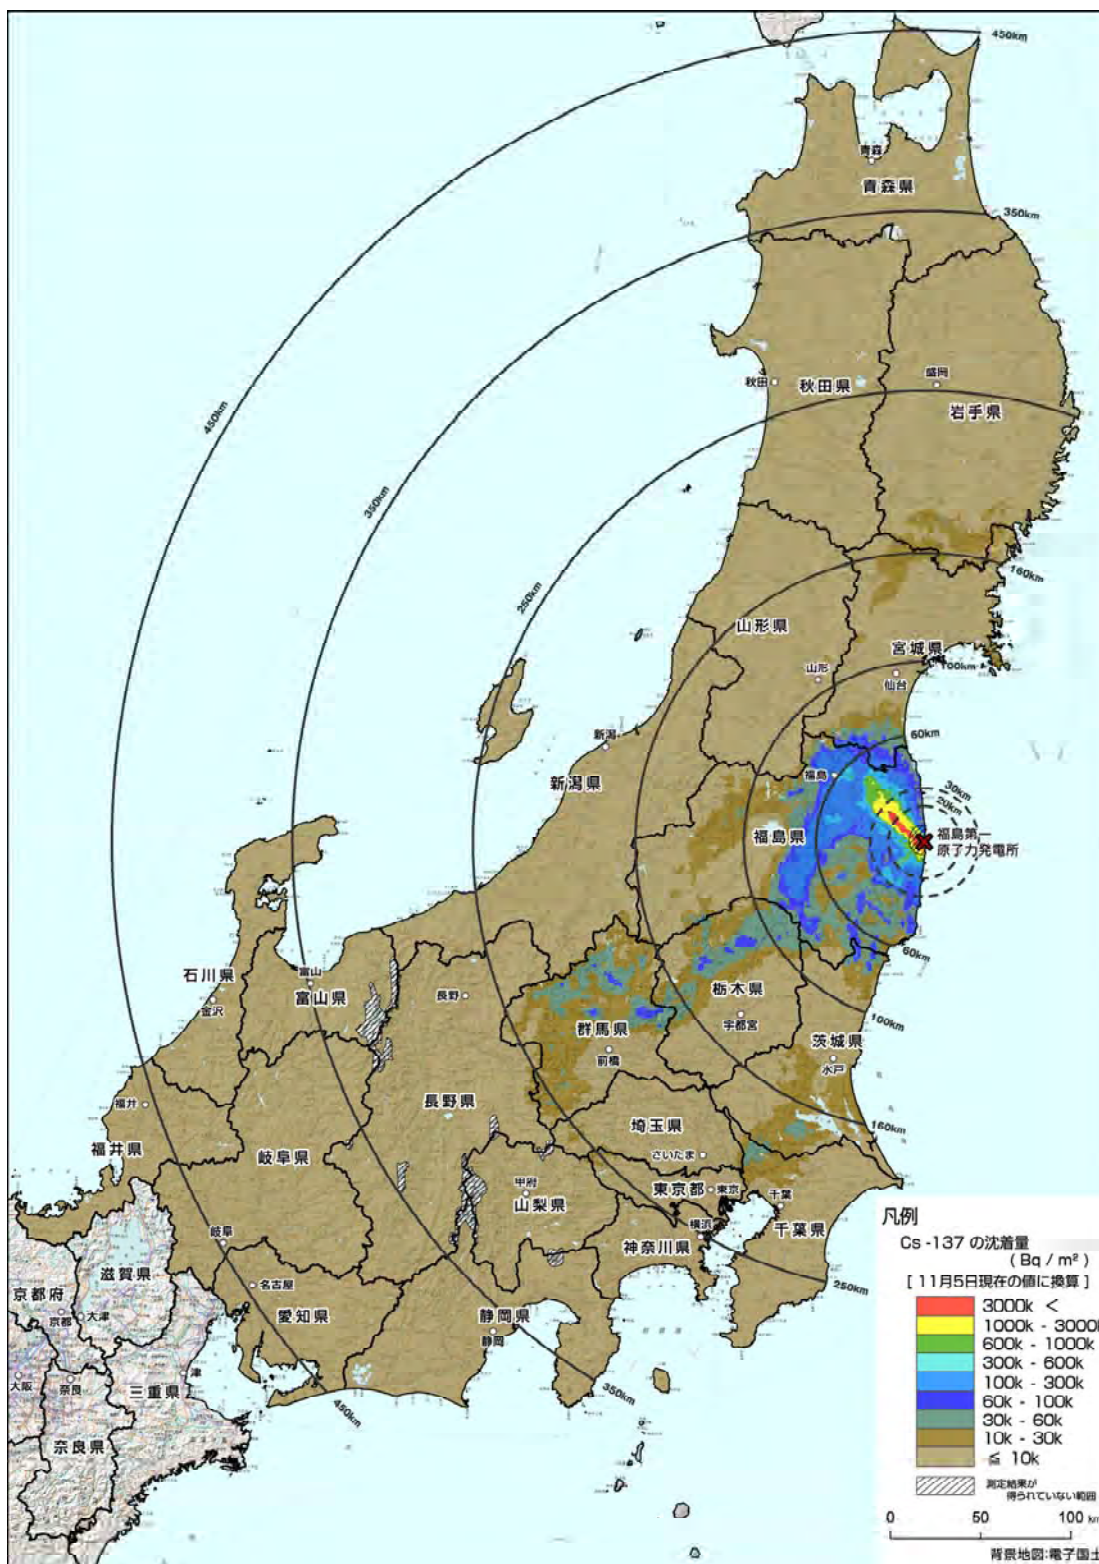 450km
青森
青森県
350km
秋田
秋田県
盛岡
岩手県
450km
350km
250km
160km
山形県
宮城県
山形
仙台
100km
新潟
60km
新潟県
福島
福島県
30km
20km
福島第一
原子力発電所
60km
石川県
富山
富山県
金沢
長野
栃木県
宇都宮
群馬県
前橋
100km
茨城県
水戸
福井
福井県
長野県
岐阜県
埼玉県
さいたま
160km
甲府
山梨県
東京都
東京
千葉
千葉県
横浜
神奈川県
岐阜
滋賀県
京都府
京都
大津
名古屋
愛知県
静岡県
静岡
250km
大阪
奈良
津
三重県
奈良県
450km
350km
凡例
Cs -137 の沈着量
( Bq / m² )
[ 11月5日現在の値に換算 ]
3000k <
1000k - 3000k
600k - 1000k
300k - 600k
100k - 300k
60k - 100k
30k - 60k
10k - 30k
≦ 10k
測定結果が
得られていない範囲
0 50 100 km
背景地図:電子国土